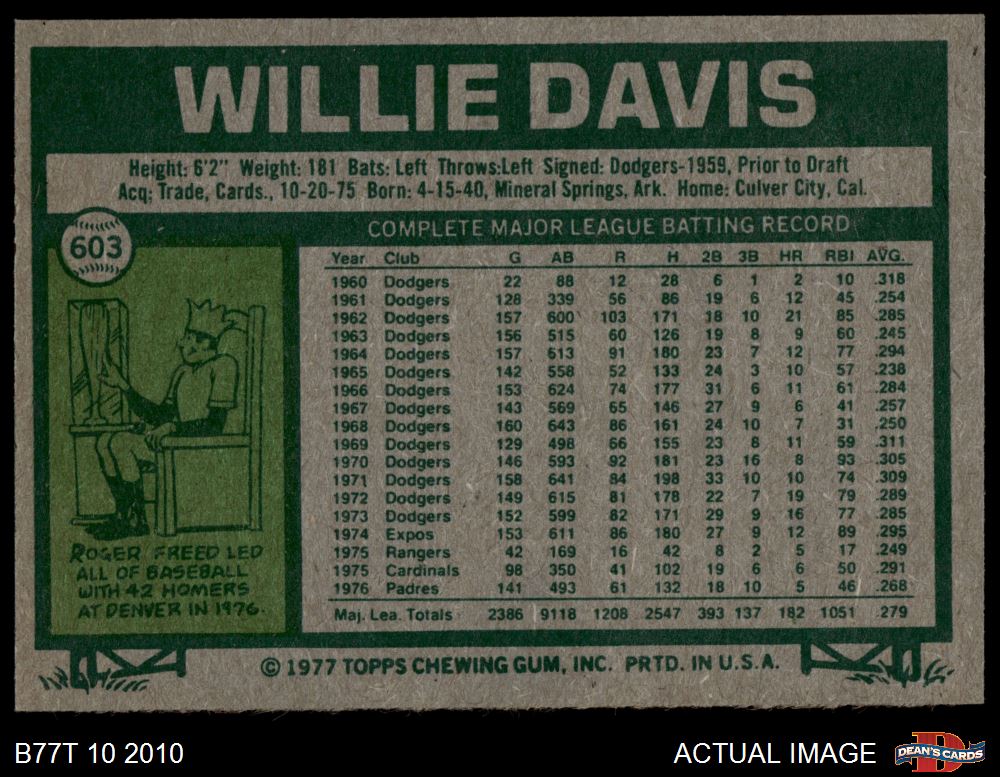 WILLIE DAVIS
Height: 6'2" Weight: 181 Bats: Left Throws:Left Signed: Dodgers-1959, Prior to Draft
Acq: Trade, Cards., 10-20-75 Born: 4-15-40, Mineral Springs, Ark. Home: Culver City, Cal.
603
COMPLETE MAJOR LEAGUE BATTING RECORD
Year Club G AB R H 2B 3B HR RBI AVG.
1960 Dodgers 22 88 12 28 6 1 2 10 .318
1961 Dodgers 128 339 56 86 19 6 12 45 .254
1962 Dodgers 157 600 103 171 18 10 21 85 .285
1963 Dodgers 156 515 60 126 19 8 9 60 .245
1964 Dodgers 157 613 91 180 23 7 12 77 .294
1965 Dodgers 142 558 52 133 24 3 10 57 .238
1966 Dodgers 153 624 74 177 31 6 11 61 .284
1967 Dodgers 143 569 65 146 27 9 6 41 .257
1968 Dodgers 160 643 86 161 24 10 7 31 .250
1969 Dodgers 129 498 66 155 23 8 11 59 .311
1970 Dodgers 146 593 92 181 23 16 8 93 .305
1971 Dodgers 158 641 84 198 33 10 10 74 .309
1972 Dodgers 149 615 81 178 22 7 19 79 .289
1973 Dodgers 152 599 82 171 29 9 16 77 .285
1974 Expos 153 611 86 180 27 9 12 89 .295
1975 Rangers 42 169 16 42 8 2 5 17 .249
1975 Cardinals 98 350 41 102 19 6 6 50 .291
1976 Padres 141 493 61 132 18 10 5 46 .268
Maj. Lea. Totals 2386 9118 1208 2547 393 137 182 1051 .279
ROGER FREED LED
ALL OF BASEBALL
WITH 42 HOMERS
AT DENVER IN 1976.
© 1977 TOPPS CHEWING GUM, INC. PRTD. IN U.S.A.
B77T 10 2010
ACTUAL IMAGE
DEAN'S CARDS